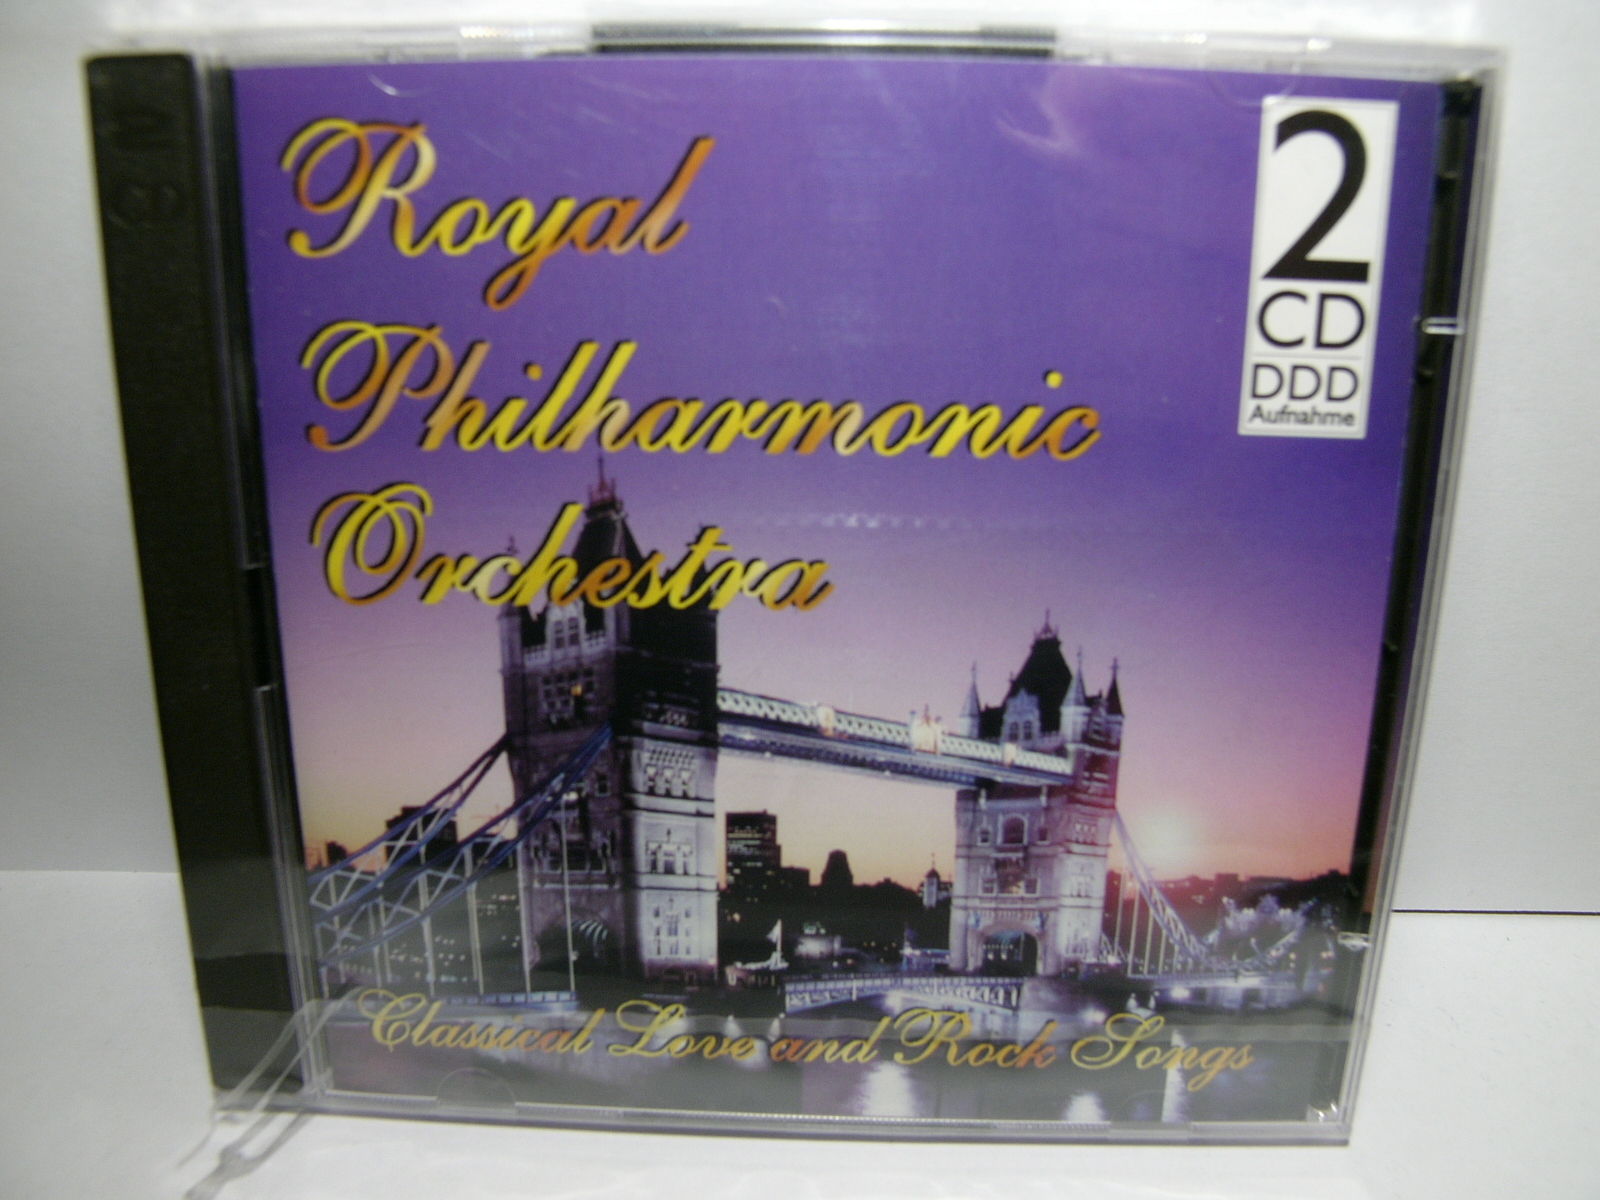 Royal
Philharmonic
Orchestra
2
CD
DDD
Aufnahme
Classical Love and Rock Songs